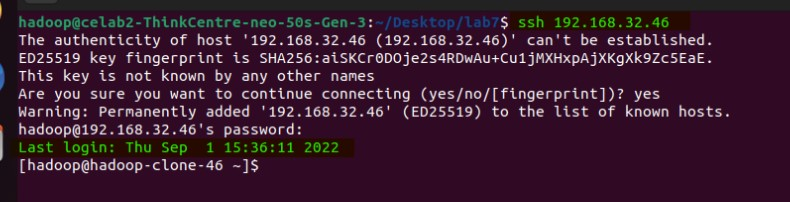 hadoop@celab2-ThinkCentre-neo-50s-Gen-3:~/Desktop/lab7$ ssh 192.168.32.46
The authenticity of host '192.168.32.46 (192.168.32.46)' can't be established.
ED25519 key fingerprint is SHA256:aiSKCr0DOje2s4RDwAu+Cu1jMXHxpAjXKgXk9Zc5EaE.
This key is not known by any other names
Are you sure you want to continue connecting (yes/no/[fingerprint])? yes
Warning: Permanently added '192.168.32.46' (ED25519) to the list of known hosts.
hadoop@192.168.32.46's password:
Last login: Thu Sep  1 15:36:11 2022
[hadoop@hadoop-clone-46 ~]$